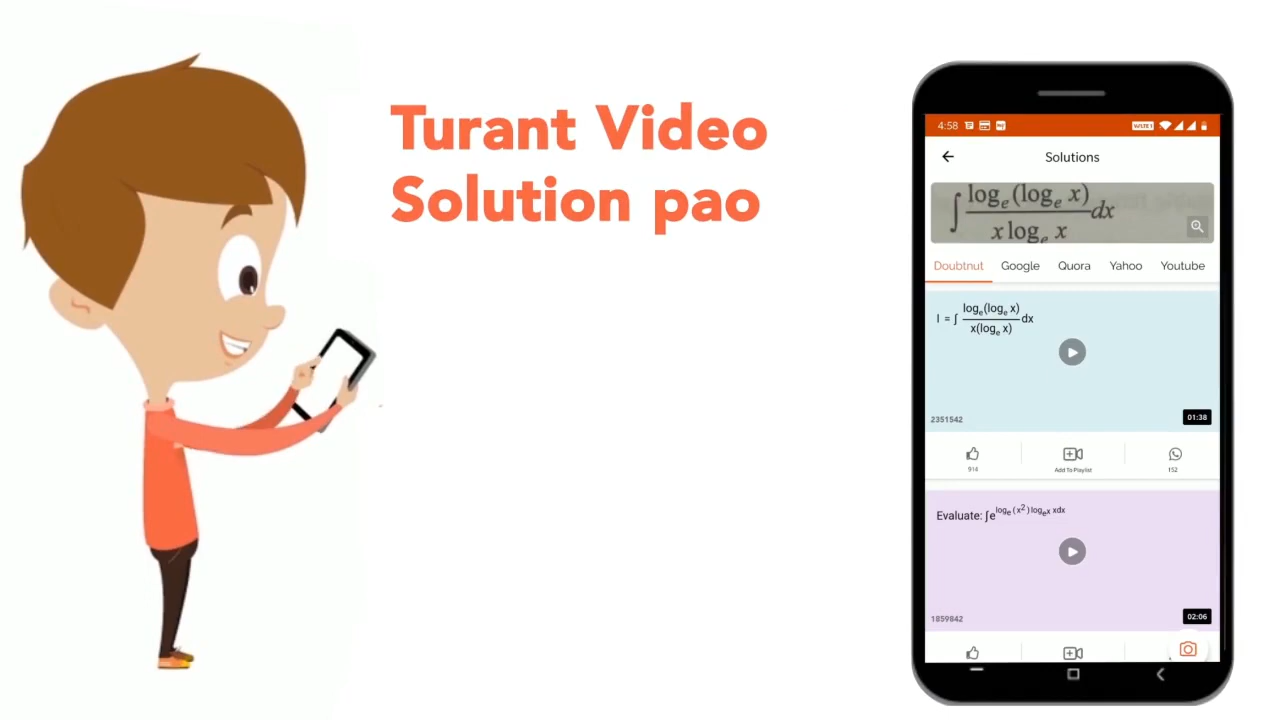 Turant Video
Solution pao
4:58
Solutions
∫ logₑ(logₑ x) / x logₑ x dx
Doubtnut Google Quora Yahoo Youtube
I = ∫ logₑ(logₑ x) / x(logₑ x) dx
2351542 01:38
914 Add To Playlist 152
Evaluate: ∫e^logₑ(x²)logₑx xdx
1859842 02:06